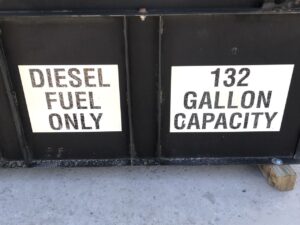 DIESEL
FUEL
ONLY
132
GALLON
CAPACITY